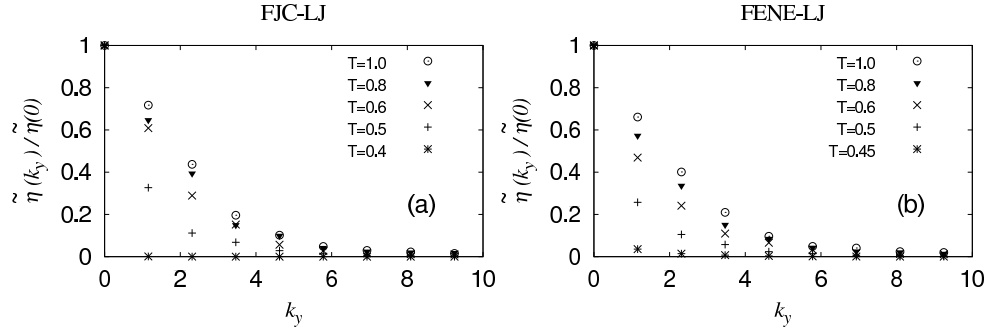 FJC-LJ
1
0.8
0.6
0.4
0.2
0
0 2 4 6 8 10
η̃(k_y)/η̃(0)
k_y
T=1.0
T=0.8
T=0.6
T=0.5
T=0.4
(a)
FENE-LJ
1
0.8
0.6
0.4
0.2
0
0 2 4 6 8 10
η̃(k_y)/η̃(0)
k_y
T=1.0
T=0.8
T=0.6
T=0.5
T=0.45
(b)